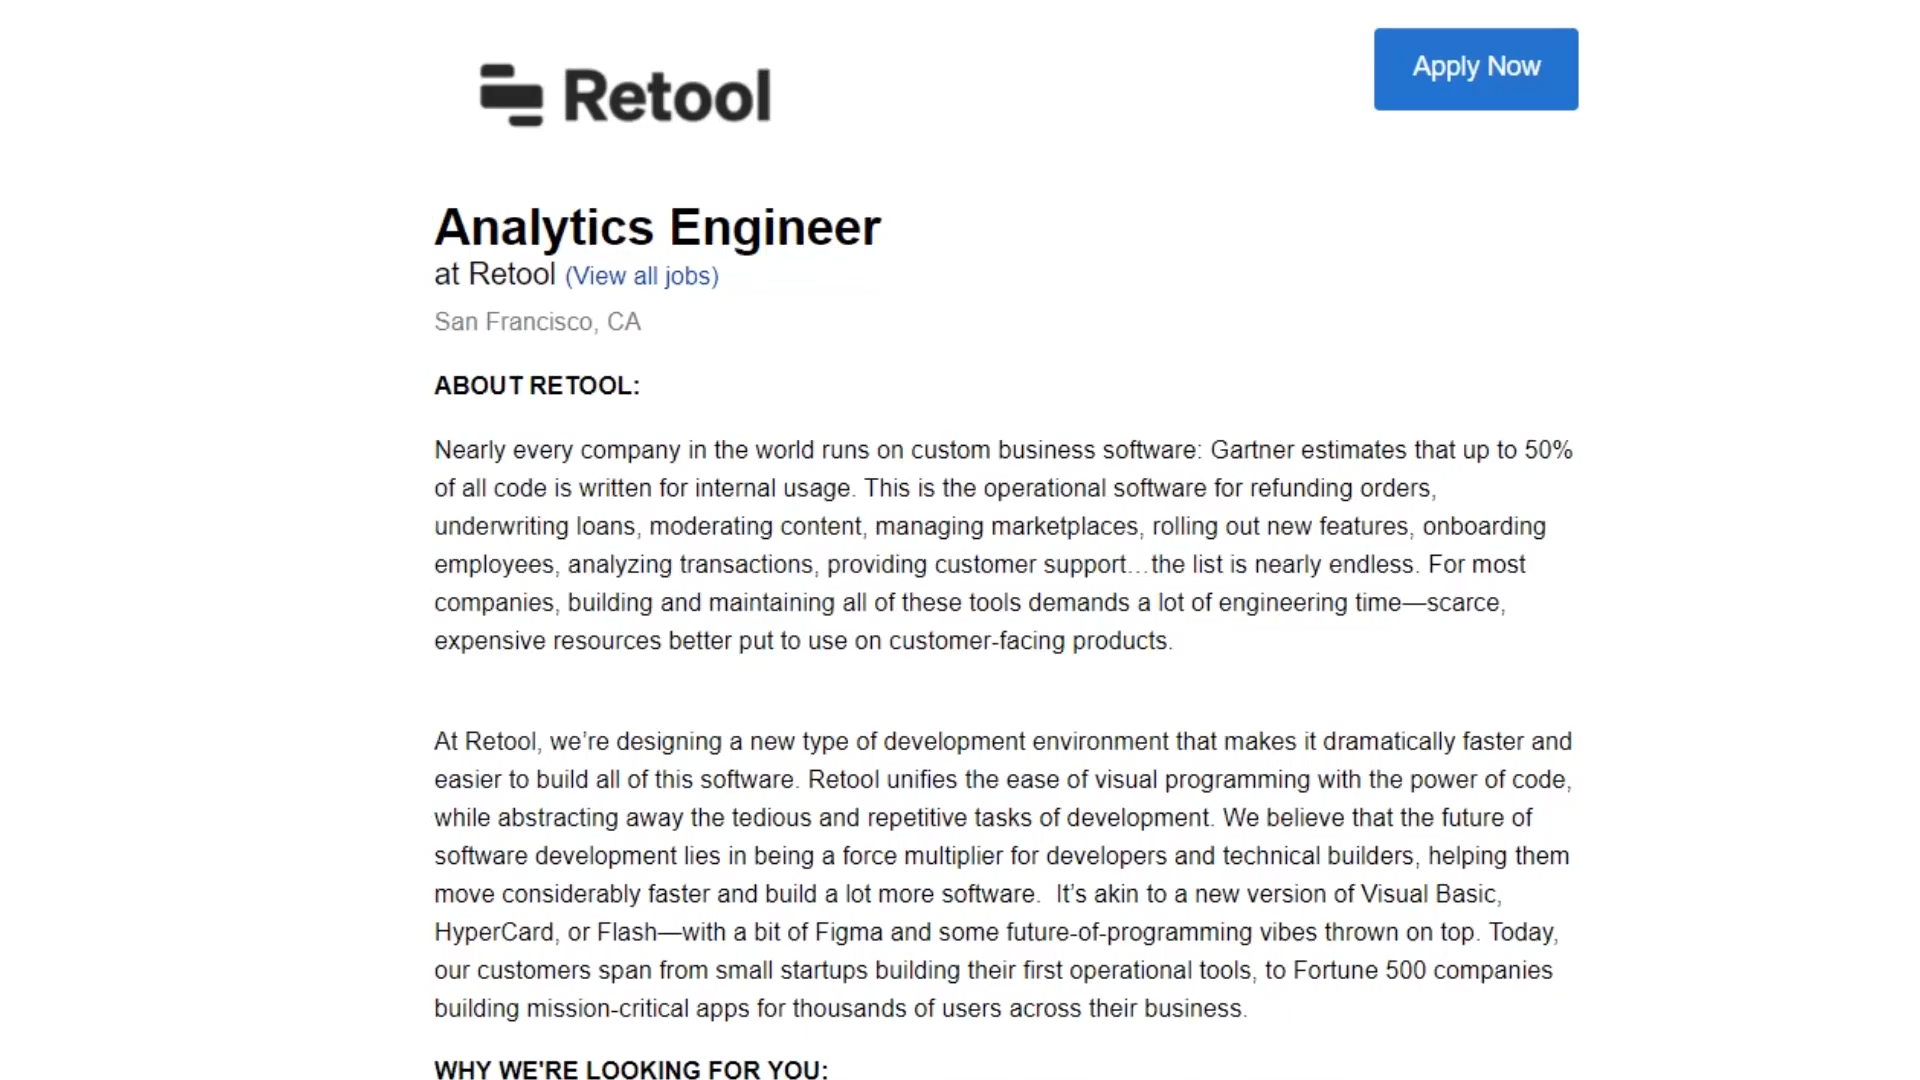 Retool
Apply Now
Analytics Engineer
at Retool (View all jobs)
San Francisco, CA
ABOUT RETOOL:
Nearly every company in the world runs on custom business software: Gartner estimates that up to 50%
of all code is written for internal usage. This is the operational software for refunding orders,
underwriting loans, moderating content, managing marketplaces, rolling out new features, onboarding
employees, analyzing transactions, providing customer support…the list is nearly endless. For most
companies, building and maintaining all of these tools demands a lot of engineering time—scarce,
expensive resources better put to use on customer-facing products.
At Retool, we’re designing a new type of development environment that makes it dramatically faster and
easier to build all of this software. Retool unifies the ease of visual programming with the power of code,
while abstracting away the tedious and repetitive tasks of development. We believe that the future of
software development lies in being a force multiplier for developers and technical builders, helping them
move considerably faster and build a lot more software.  It’s akin to a new version of Visual Basic,
HyperCard, or Flash—with a bit of Figma and some future-of-programming vibes thrown on top. Today,
our customers span from small startups building their first operational tools, to Fortune 500 companies
building mission-critical apps for thousands of users across their business.
WHY WE'RE LOOKING FOR YOU: